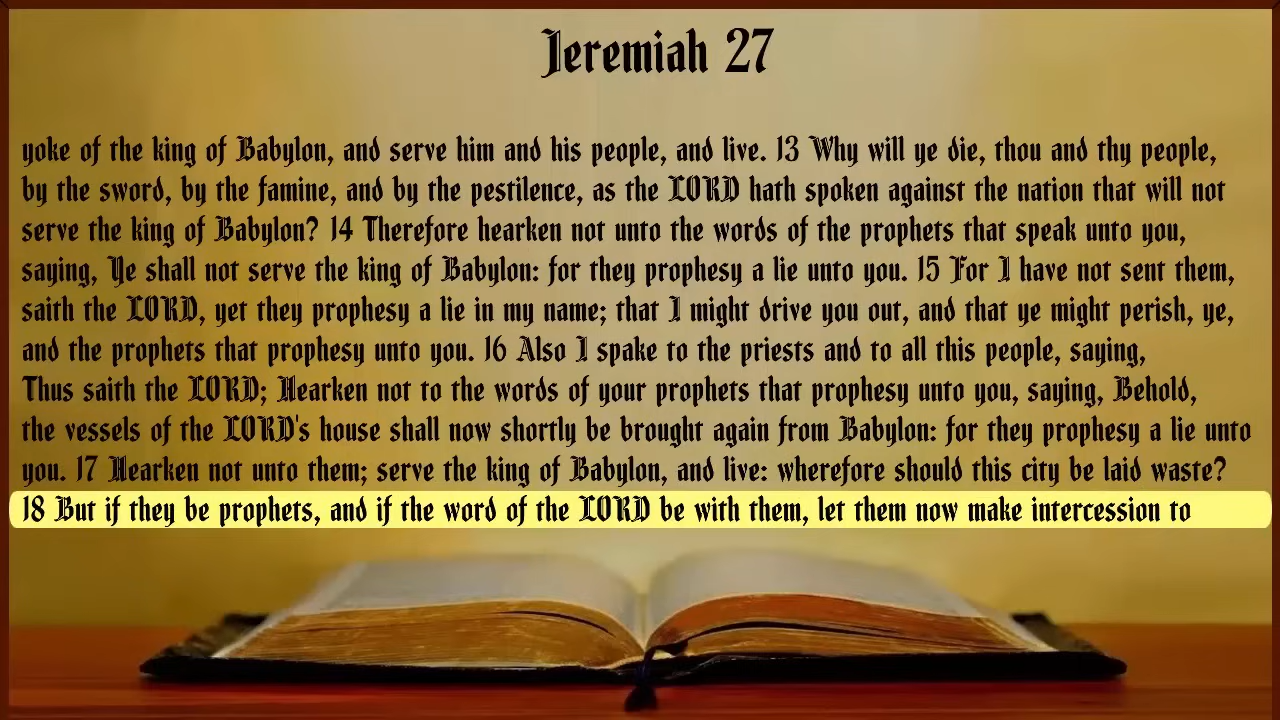 Jeremiah 27
yoke of the king of Babylon, and serve him and his people, and live. 13 Why will ye die, thou and thy people,
by the sword, by the famine, and by the pestilence, as the LORD hath spoken against the nation that will not
serve the king of Babylon? 14 Therefore hearken not unto the words of the prophets that speak unto you,
saying, Ye shall not serve the king of Babylon: for they prophesy a lie unto you. 15 For I have not sent them,
saith the LORD, yet they prophesy a lie in my name; that I might drive you out, and that ye might perish, ye,
and the prophets that prophesy unto you. 16 Also I spake to the priests and to all this people, saying,
Thus saith the LORD; Hearken not to the words of your prophets that prophesy unto you, saying, Behold,
the vessels of the LORD's house shall now shortly be brought again from Babylon: for they prophesy a lie unto
you. 17 Hearken not unto them; serve the king of Babylon, and live: wherefore should this city be laid waste?
18 But if they be prophets, and if the word of the LORD be with them, let them now make intercession to